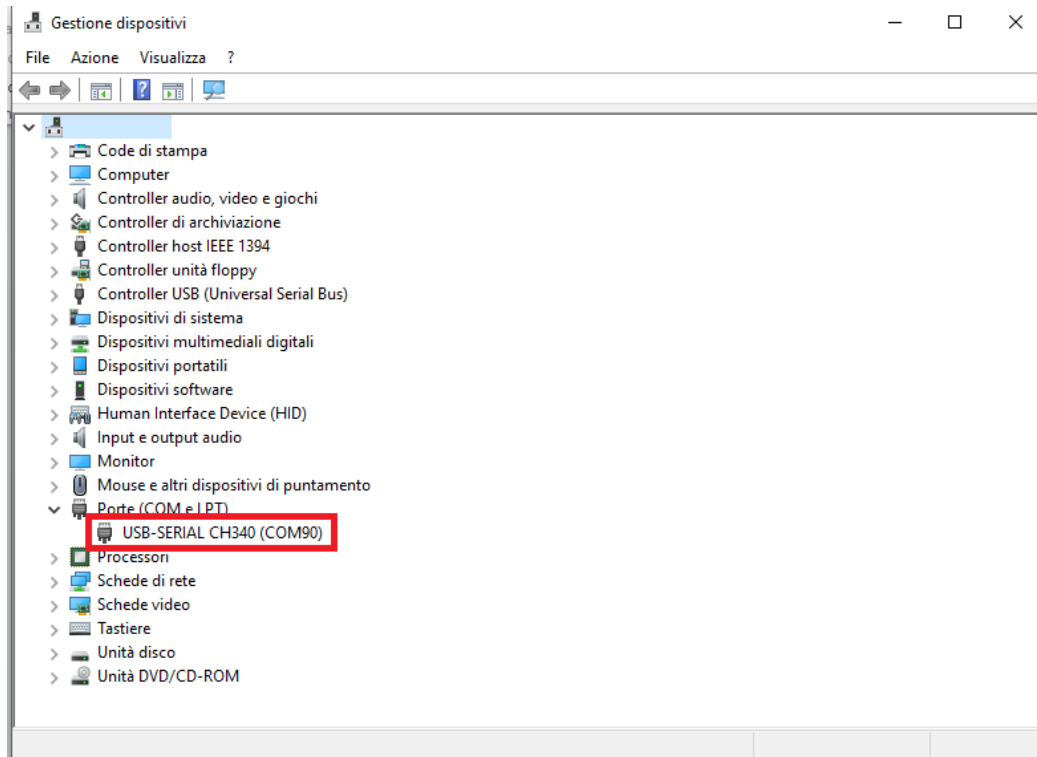 Gestione dispositivi
File Azione Visualizza ?
Code di stampa
Computer
Controller audio, video e giochi
Controller di archiviazione
Controller host IEEE 1394
Controller unità floppy
Controller USB (Universal Serial Bus)
Dispositivi di sistema
Dispositivi multimediali digitali
Dispositivi portatili
Dispositivi software
Human Interface Device (HID)
Input e output audio
Monitor
Mouse e altri dispositivi di puntamento
Porte (COM e LPT)
USB-SERIAL CH340 (COM90)
Processori
Schede di rete
Schede video
Tastiere
Unità disco
Unità DVD/CD-ROM